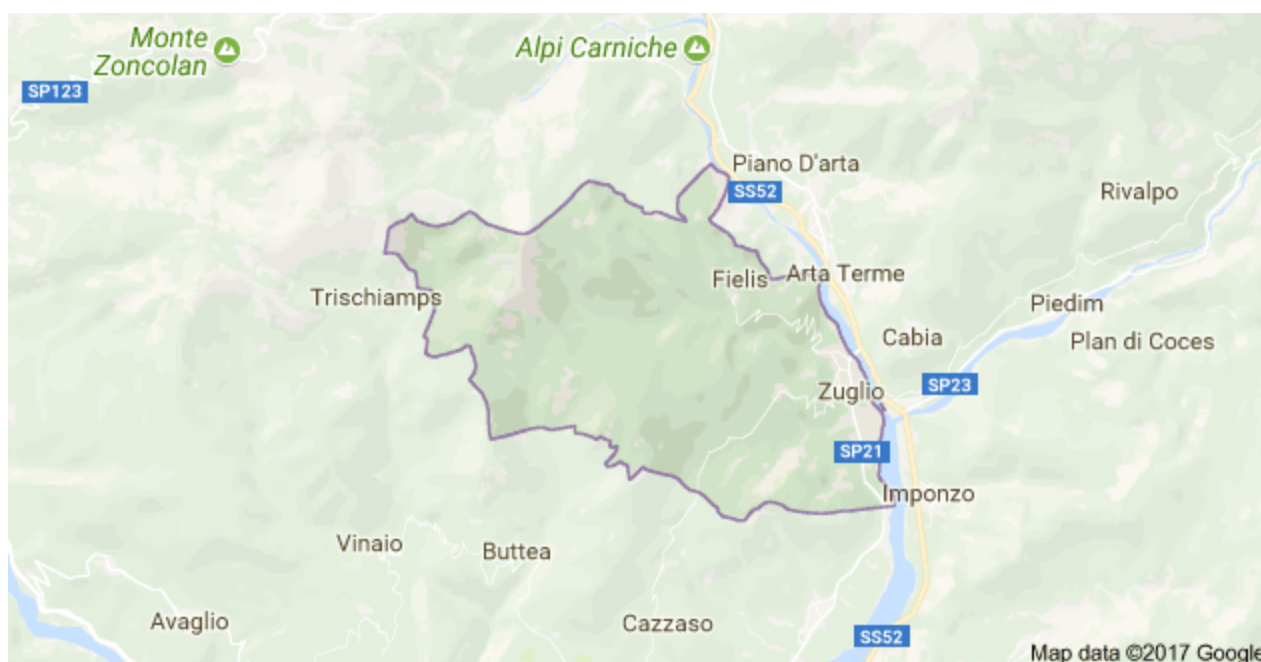 Monte
Zoncolan
Alpi Carniche
SP123
Piano D'arta
SS52
Rivalpo
Fielis
Arta Terme
Trischiamps
Piedim
Cabia
Plan di Coces
Zuglio
SP23
SP21
Imponzo
Vinaio
Buttea
Avaglio
Cazzaso
SS52
Map data ©2017 Google